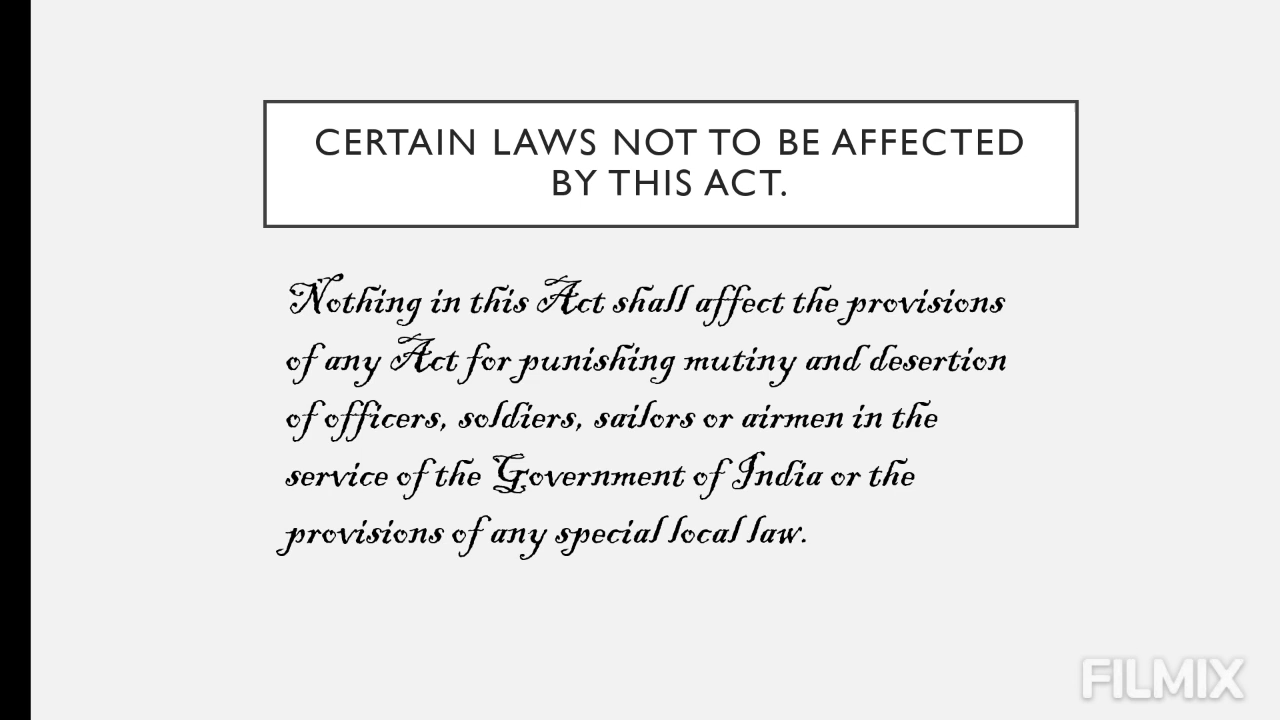 CERTAIN LAWS NOT TO BE AFFECTED
BY THIS ACT.
Nothing in this Act shall affect the provisions
of any Act for punishing mutiny and desertion
of officers, soldiers, sailors or airmen in the
service of the Government of India or the
provisions of any special local law.
FILMIX